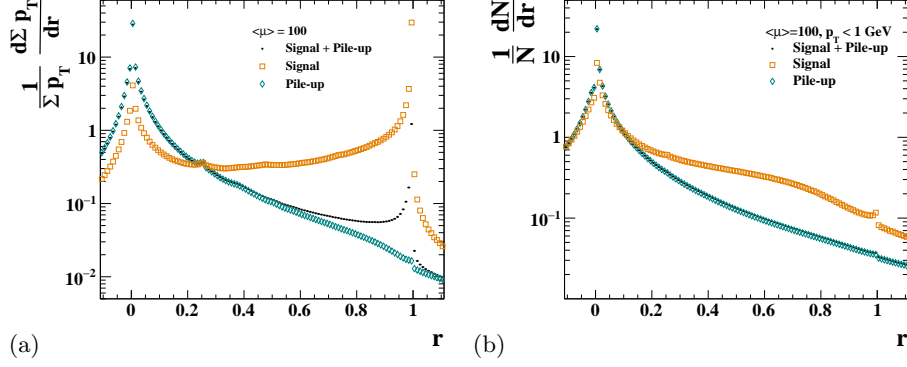 1/Σ p_T dΣ p_T/dr
<μ> = 100
Signal + Pile-up
Signal
Pile-up
10
1
10⁻¹
10⁻²
0 0.2 0.4 0.6 0.8 1
r
(a)
1/N dN/dr
<μ>=100, p_T < 1 GeV
Signal + Pile-up
Signal
Pile-up
10
1
10⁻¹
0 0.2 0.4 0.6 0.8 1
r
(b)